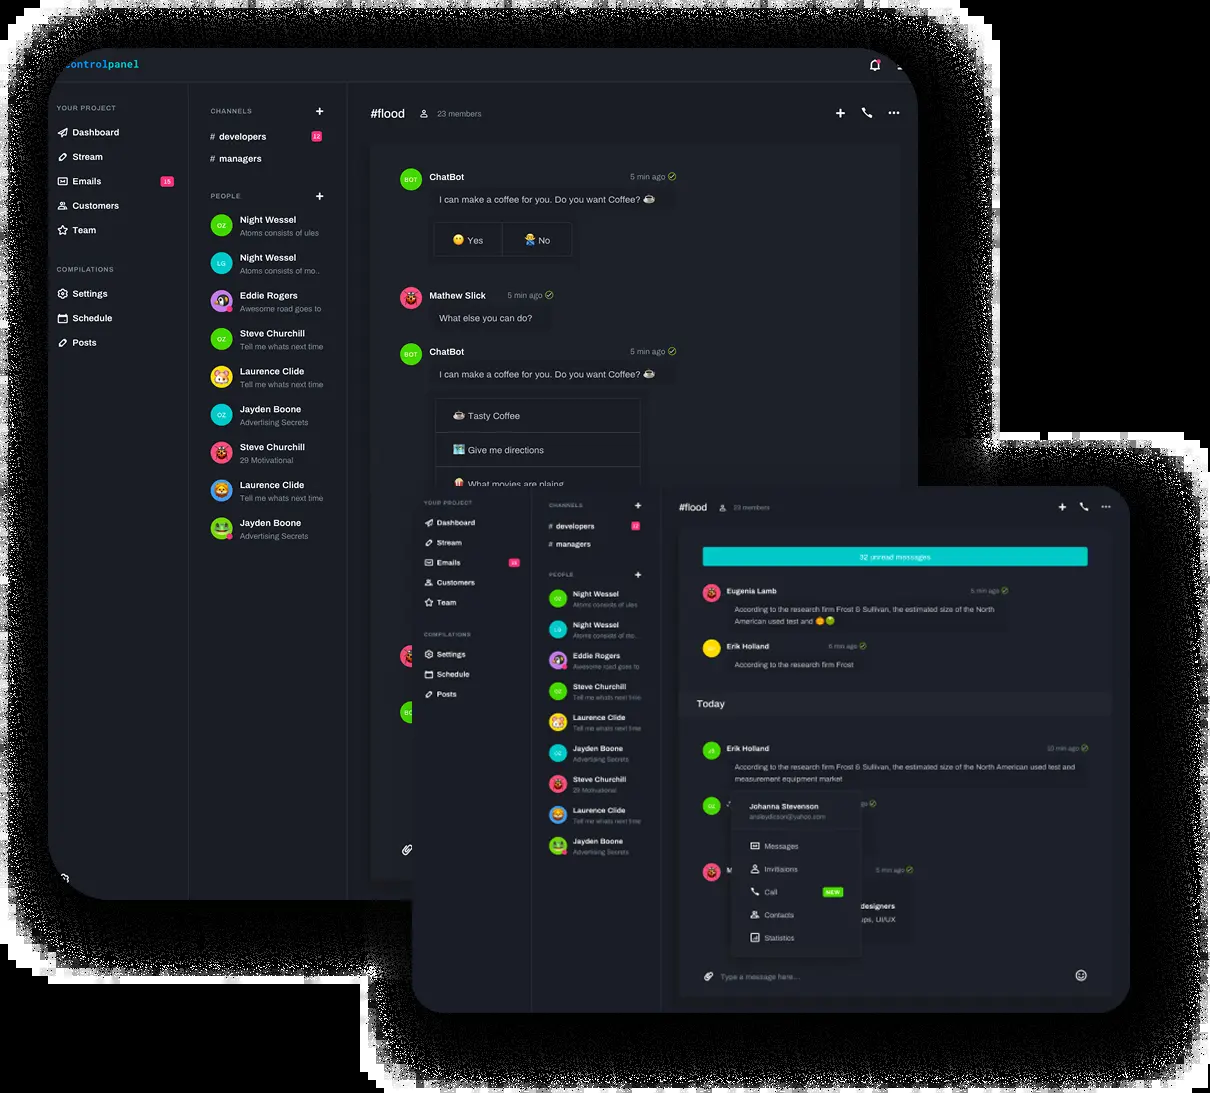 controlpanel
YOUR PROJECT
Dashboard
Stream
Emails
15
Customers
Team
COMPILATIONS
Settings
Schedule
Posts
CHANNELS
# developers
12
# managers
PEOPLE
OZ
Night Wessel
Atoms consists of ules
LG
Night Wessel
Atoms consists of mo..
Eddie Rogers
Awesome road goes to
OZ
Steve Churchill
Tell me whats next time
Laurence Clide
Tell me whats next time
OZ
Jayden Boone
Advertising Secrets
Steve Churchill
29 Motivational
Laurence Clide
Tell me whats next time
Jayden Boone
Advertising Secrets
#flood
23 members
BOT
ChatBot
5 min ago
I can make a coffee for you. Do you want Coffee? ☕
Yes
No
Mathew Slick
5 min ago
What else you can do?
BOT
ChatBot
5 min ago
I can make a coffee for you. Do you want Coffee? ☕
Tasty Coffee
Give me directions
What movies are plaing
YOUR PROJECT
Dashboard
Stream
Emails
Customers
Team
COMPILATIONS
Settings
Schedule
Posts
CHANNELS
# developers
12
# managers
PEOPLE
OZ
Night Wessel
Atoms consists of ules
LG
Night Wessel
Atoms consists of mo..
Eddie Rogers
Awesome road goes to
OZ
Steve Churchill
Tell me whats next time
Laurence Clide
Tell me whats next time
OZ
Jayden Boone
Advertising Secrets
Steve Churchill
29 Motivational
Laurence Clide
Tell me whats next time
Jayden Boone
Advertising Secrets
#flood
23 members
32 unread messages
Eugenia Lamb
5 min ago
According to the research firm Frost & Sullivan, the estimated size of the North
American used test and
Erik Holland
5 min ago
According to the research firm Frost
Today
Erik Holland
10 min ago
According to the research firm Frost & Sullivan, the estimated size of the North American used test and
measurement equipment market
OZ
Johanna Stevenson
ansleydicson@yahoo.com
Messages
Invitisions
Call
NEW
Contacts
Statistics
5 min ago
designers
ups, UI/UX
Type a message here...